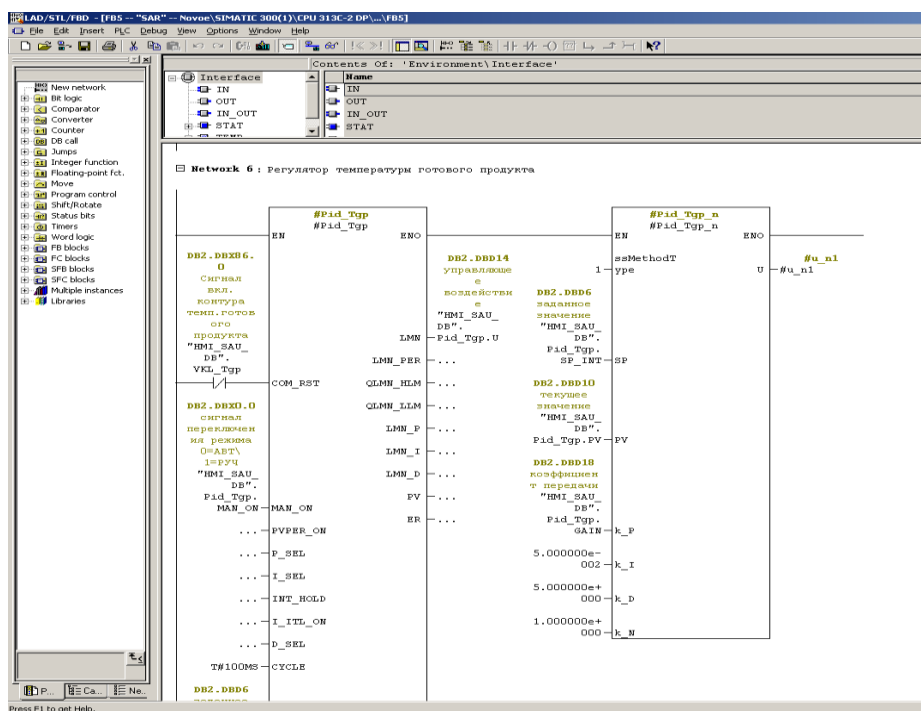 LAD/STL/FBD - [FB5 -- "SAR" -- Novoe\SIMATIC 300(1)\CPU 313C-2 DP\...\FB5]
File Edit Insert PLC Debug View Options Window Help
New network
Bit logic
Comparator
Converter
Counter
DB call
Jumps
Integer function
Floating-point fct.
Move
Program control
Shift/Rotate
Status bits
Timers
Word logic
FB blocks
FC blocks
SFB blocks
SFC blocks
Multiple instances
Libraries
P...
Ca...
Ne..
Contents Of: 'Environment\Interface'
Interface
IN
OUT
IN_OUT
STAT
TEMP
Name
IN
OUT
IN_OUT
STAT
Network 6 : Регулятор температуры готового продукта
#Pid_Tgp
#Pid_Tgp
EN ENO
DB2.DBX86.
0
Сигнал
вкл.
контура
темп.готов
ого
продукта
"HMI_SAU_
DB".
VKL_Tgp
COM_RST
DB2.DBX0.0
сигнал
переключен
ия режима
0=АВТ\
1=РУЧ
"HMI_SAU_
DB".
Pid_Tgp.
MAN_ON MAN_ON
... PVPER_ON
... P_SEL
... I_SEL
... INT_HOLD
... I_ITL_ON
... D_SEL
T#100MS CYCLE
DB2.DBD6
заданное
DB2.DBD14
управляюще
е
воздействи
е
"HMI_SAU_
DB".
LMN Pid_Tgp.U
LMN_PER ...
QLMN_HLM ...
QLMN_LLM ...
LMN_P ...
LMN_I ...
LMN_D ...
PV ...
ER ...
#Pid_Tgp_n
#Pid_Tgp_n
EN ENO
ssMethodT
1 ype
#u_n1
U #u_n1
DB2.DBD6
заданное
значение
"HMI_SAU_
DB".
Pid_Tgp.
SP_INT SP
DB2.DBD10
текущее
значение
"HMI_SAU_
DB".
Pid_Tgp.PV PV
DB2.DBD18
коэффициен
т передачи
"HMI_SAU_
DB".
Pid_Tgp.
GAIN k_P
5.000000e-
002 k_I
5.000000e+
000 k_D
1.000000e+
000 k_N
Press F1 to get Help.